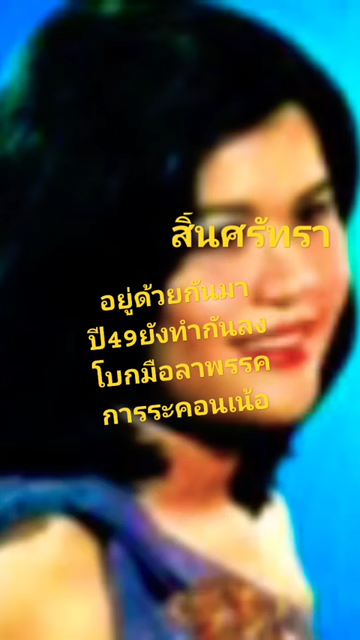 สิ้นศรัทรา
อยู่ด้วยกันมา
ปี49ยังทำกันลง
โบกมือลาพรรค
การระคอนเน้อ